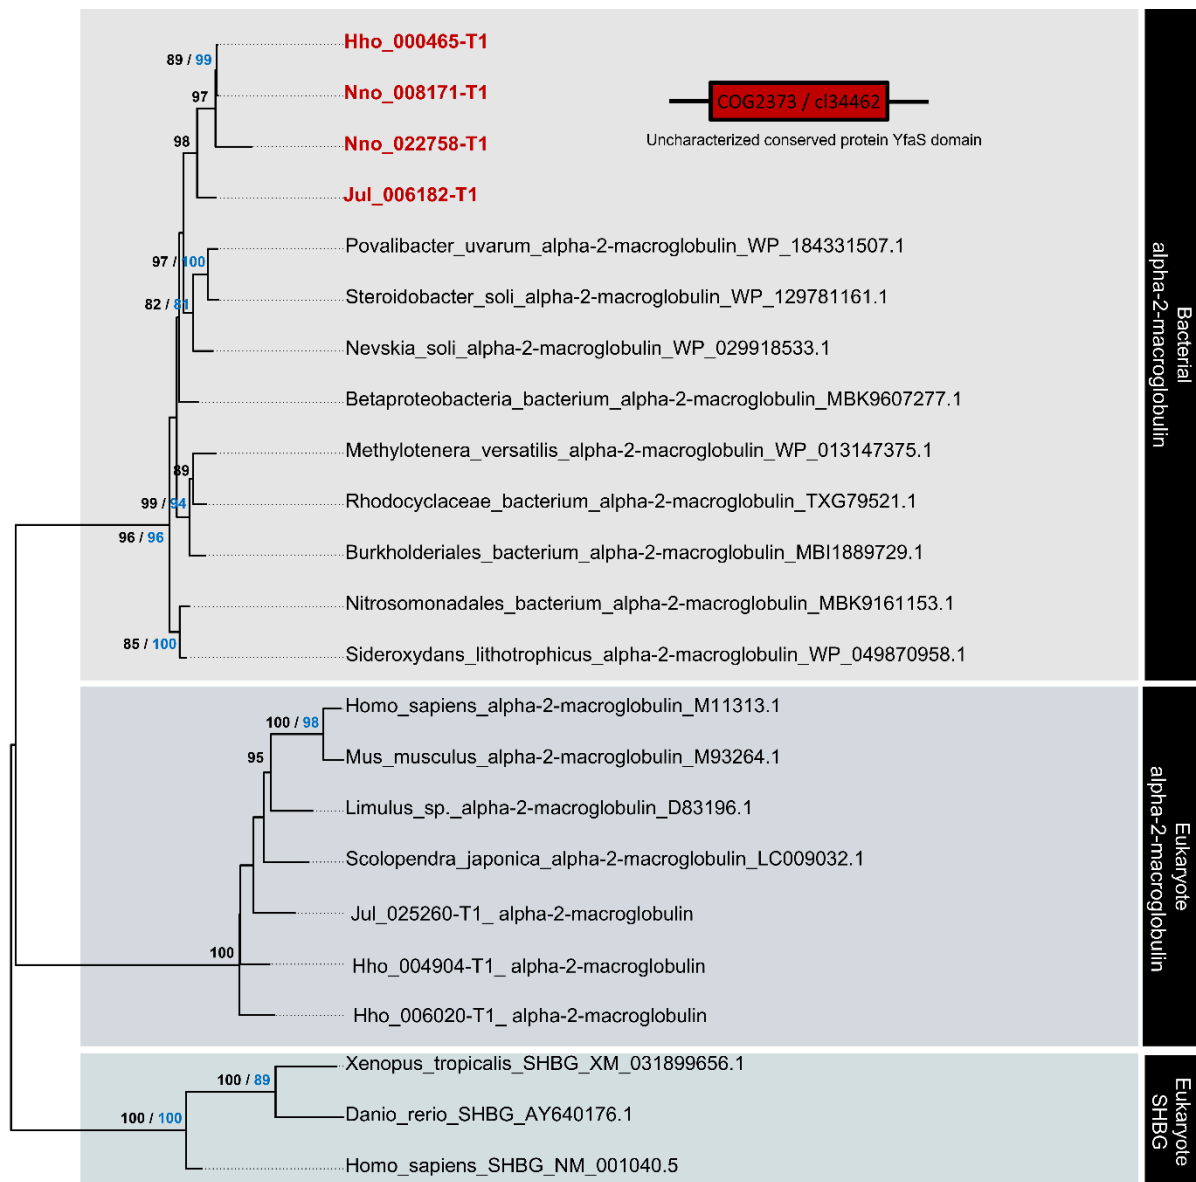 Hho_000465-T1
89 / 99
Nno_008171-T1
97
COG2373 / cl34462
Nno_022758-T1
98
Uncharacterized conserved protein YfaS domain
Jul_006182-T1
Povalibacter_uvarum_alpha-2-macroglobulin_WP_184331507.1
97 / 100
Steroidobacter_soli_alpha-2-macroglobulin_WP_129781161.1
82 / 81
Nevskia_soli_alpha-2-macroglobulin_WP_029918533.1
Betaproteobacteria_bacterium_alpha-2-macroglobulin_MBK9607277.1
Methylotenera_versatilis_alpha-2-macroglobulin_WP_013147375.1
89
Rhodocyclaceae_bacterium_alpha-2-macroglobulin_TXG79521.1
99 / 94
96 / 96
Burkholderiales_bacterium_alpha-2-macroglobulin_MBI1889729.1
Nitrosomonadales_bacterium_alpha-2-macroglobulin_MBK9161153.1
85 / 100
Sideroxydans_lithotrophicus_alpha-2-macroglobulin_WP_049870958.1
Bacterial
alpha-2-macroglobulin
Homo_sapiens_alpha-2-macroglobulin_M11313.1
100 / 98
95
Mus_musculus_alpha-2-macroglobulin_M93264.1
Limulus_sp._alpha-2-macroglobulin_D83196.1
Scolopendra_japonica_alpha-2-macroglobulin_LC009032.1
Jul_025260-T1_ alpha-2-macroglobulin
100
Hho_004904-T1_ alpha-2-macroglobulin
Hho_006020-T1_ alpha-2-macroglobulin
Eukaryote
alpha-2-macroglobulin
Xenopus_tropicalis_SHBG_XM_031899656.1
100 / 89
Danio_rerio_SHBG_AY640176.1
100 / 100
Homo_sapiens_SHBG_NM_001040.5
Eukaryote
SHBG